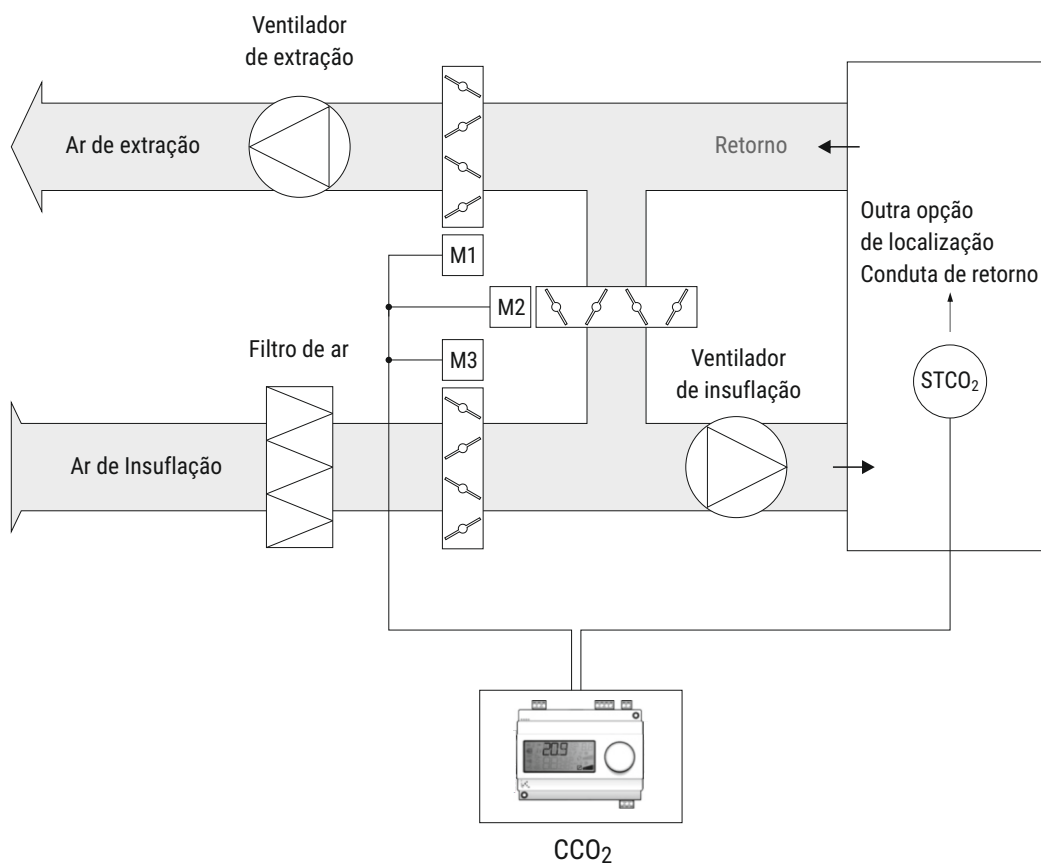 Ventilador
de extração
Ar de extração
Retorno
Outra opção
de localização
Conduta de retorno
M1
M2
M3
Filtro de ar
Ventilador
de insuflação
STCO₂
Ar de Insuflação
20.9
CCO₂